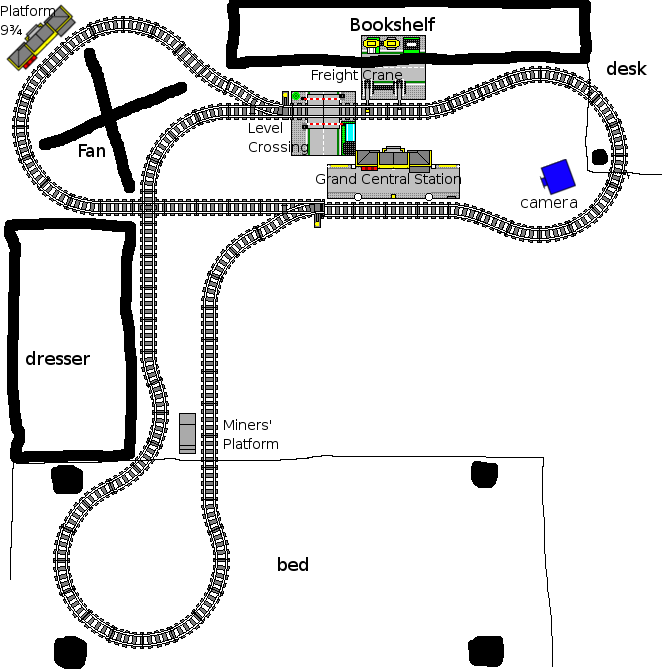 Platform
9¾
Bookshelf
desk
Freight Crane
Level
Crossing
Fan
Grand Central Station
camera
dresser
Miners'
Platform
bed